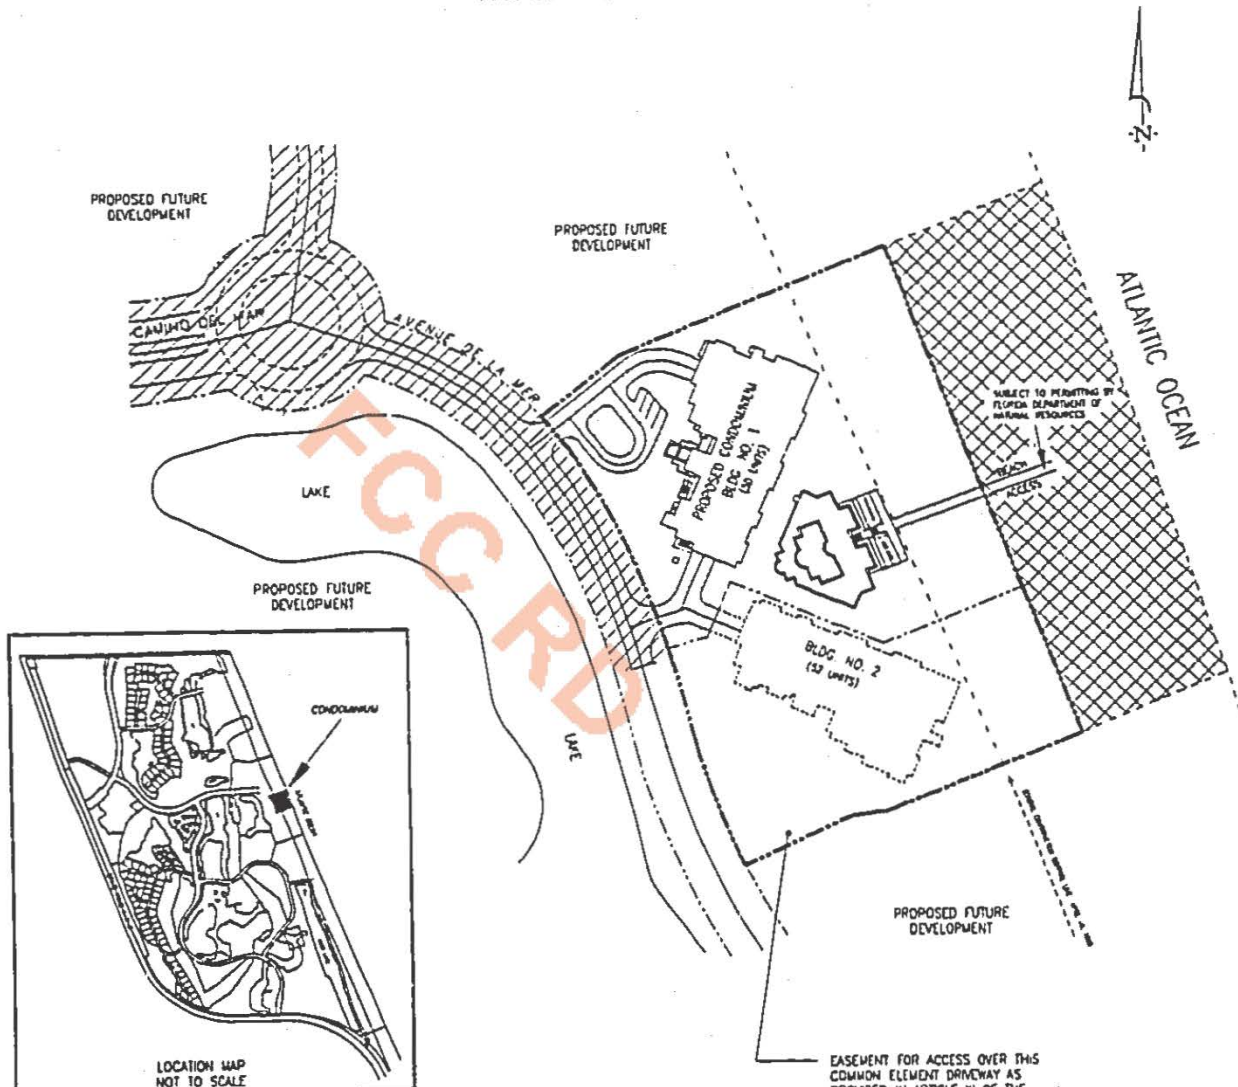 N
PROPOSED FUTURE
DEVELOPMENT
PROPOSED FUTURE
DEVELOPMENT
CAMINO DEL MAR
AVENUE DE LA MER
ATLANTIC OCEAN
SUBJECT TO PERMITTING BY
FLORIDA DEPARTMENT OF
NATURAL RESOURCES
PROPOSED CONDOMINIUM
BLDG NO. 1
(50 UNITS)
BEACH
ACCESS
LAKE
FCC RD
PROPOSED FUTURE
DEVELOPMENT
BLDG. NO. 2
LAKE
CONDOMINIUM
PROPOSED FUTURE
DEVELOPMENT
LOCATION MAP
NOT TO SCALE
EASEMENT FOR ACCESS OVER THIS
COMMON ELEMENT DRIVEWAY AS